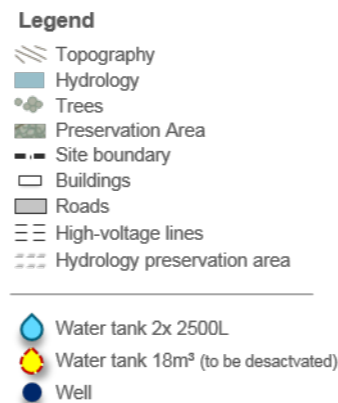 Legend
Topography
Hydrology
Trees
Preservation Area
Site boundary
Buildings
Roads
High-voltage lines
Hydrology preservation area
Water tank 2x 2500L
Water tank 18m³ (to be desactvated)
Well